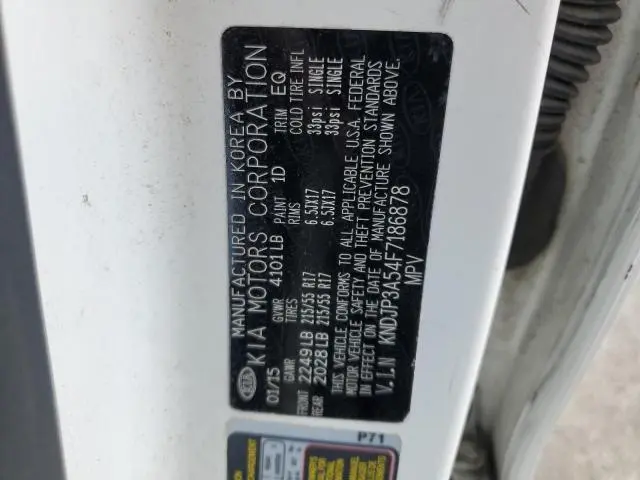 MANUFACTURED IN KOREA BY
KIA MOTORS CORPORATION
01/15 GVWR 4101LB PAINT 1D TRIM EQ
GAWR TIRES RIMS COLD TIRE INFL
FRONT 2249LB 215/55 R17 6.5JX17 33psi SINGLE
REAR 2028LB 215/55 R17 6.5JX17 33psi SINGLE
THIS VEHICLE CONFORMS TO ALL APPLICABLE U.S.A. FEDERAL
MOTOR VEHICLE SAFETY AND THEFT PREVENTION STANDARDS
IN EFFECT ON THE DATE OF MANUFACTURE SHOWN ABOVE.
V.I.N KNDJP3A54F7186878
MPV
KIA
P71